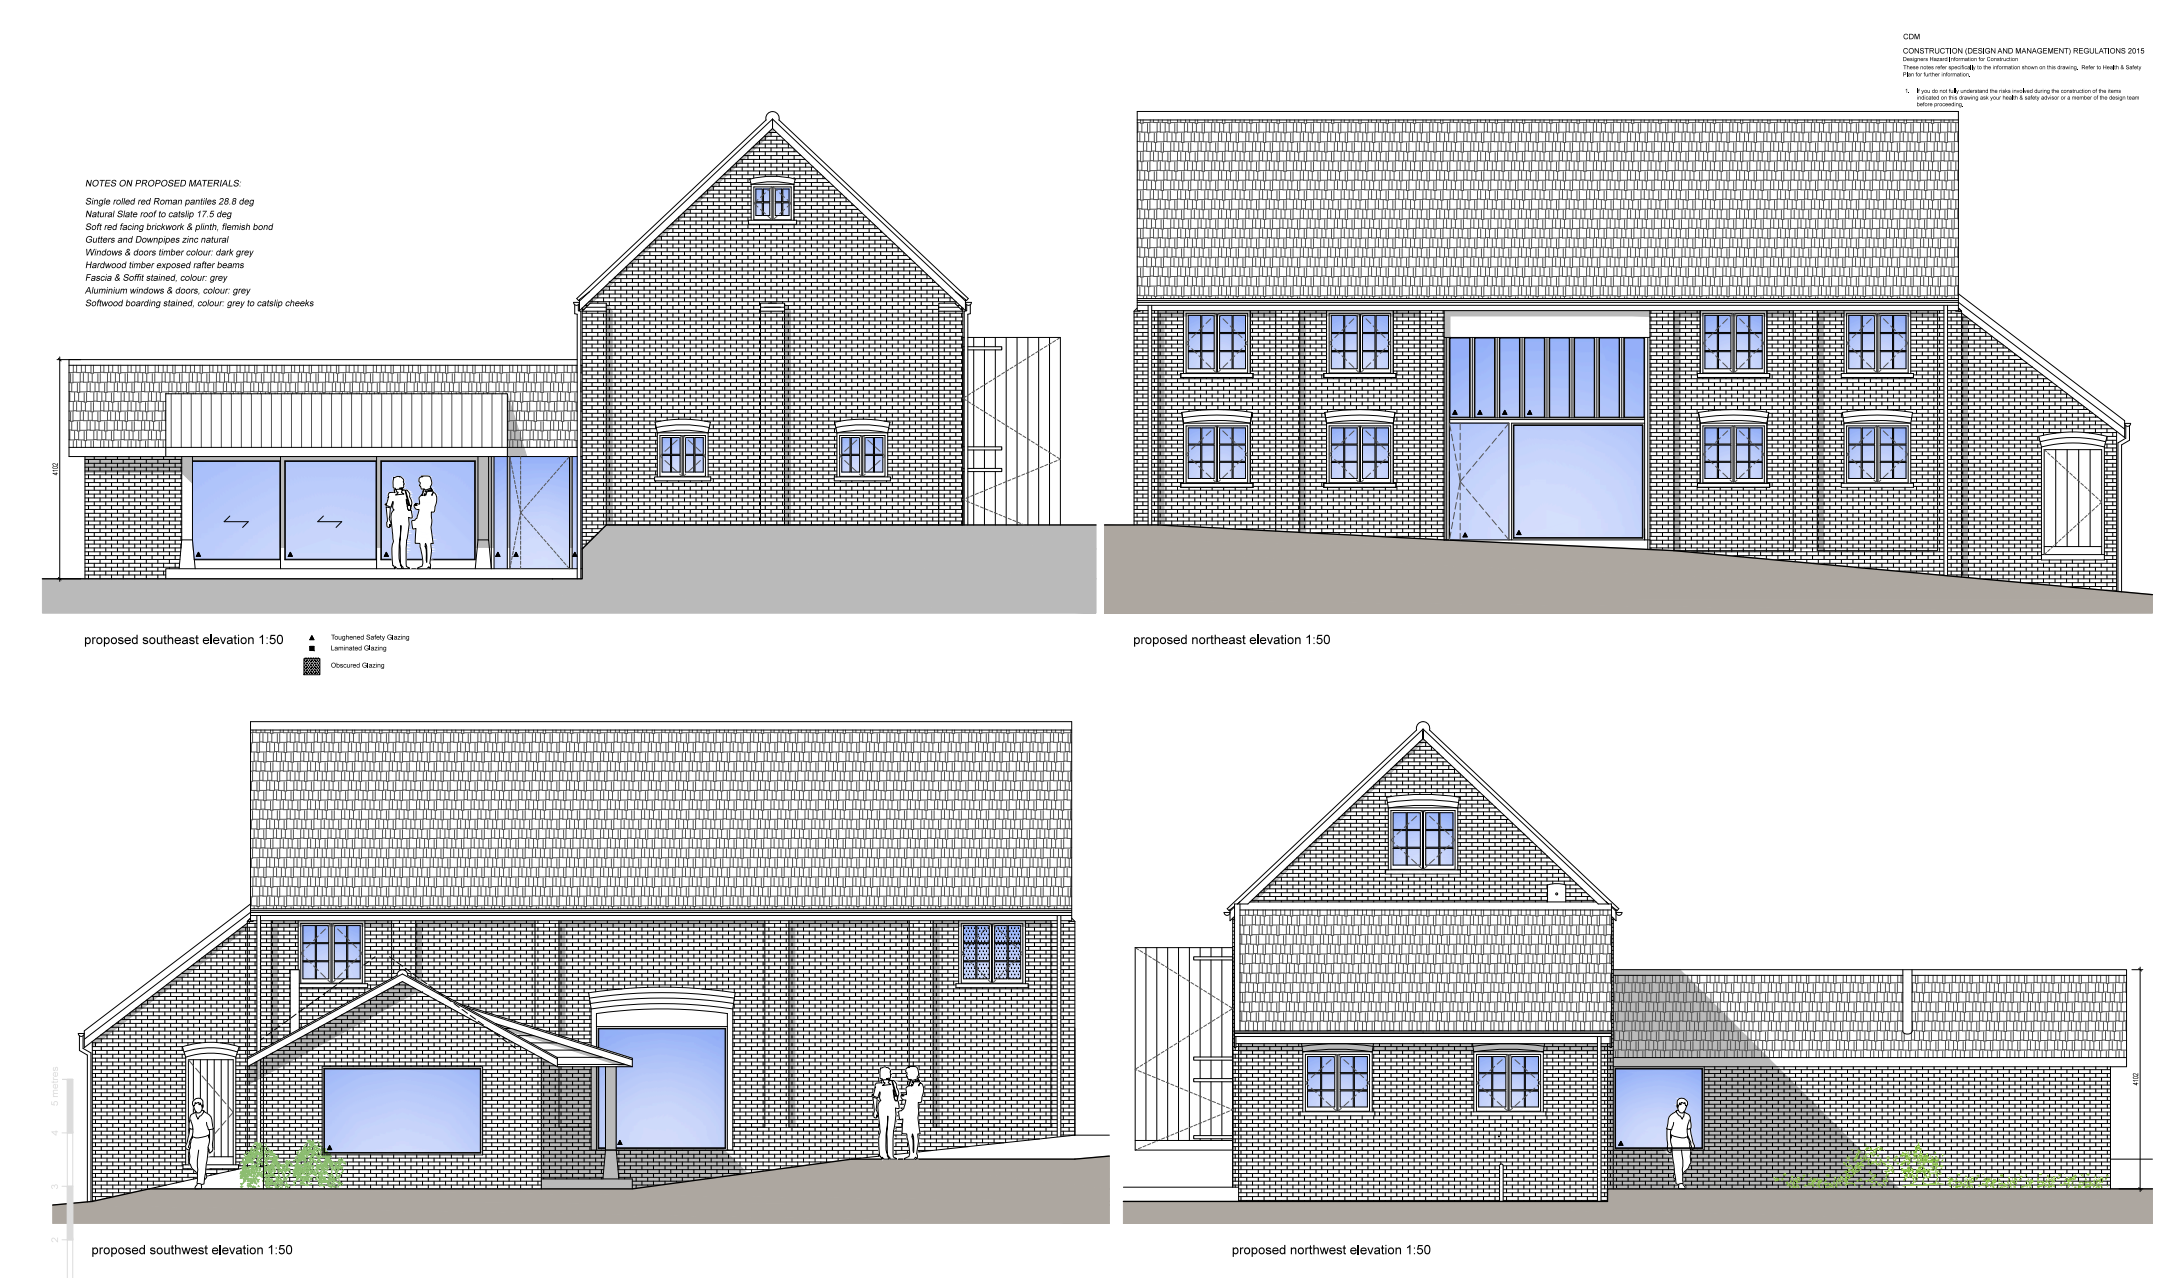 CDM
CONSTRUCTION (DESIGN AND MANAGEMENT) REGULATIONS 2015
Designers Hazard Information for Construction
These notes refer specifically to the information shown on this drawing. Refer to Health & Safety
Plan for further information.
1. If you do not fully understand the risks involved during the construction of the items
indicated on this drawing ask your health & safety advisor or a member of the design team
before proceeding.
NOTES ON PROPOSED MATERIALS:
Single rolled red Roman pantiles 28.8 deg
Natural Slate roof to catslip 17.5 deg
Soft red facing brickwork & plinth, flemish bond
Gutters and Downpipes zinc natural
Windows & doors timber colour: dark grey
Hardwood timber exposed rafter beams
Fascia & Soffit stained, colour: grey
Aluminium windows & doors, colour: grey
Softwood boarding stained, colour: grey to catslip cheeks
4102
proposed southeast elevation 1:50
Toughened Safety Glazing
Laminated Glazing
Obscured Glazing
proposed northeast elevation 1:50
5 metres
4
3
2
4102
proposed southwest elevation 1:50
proposed northwest elevation 1:50